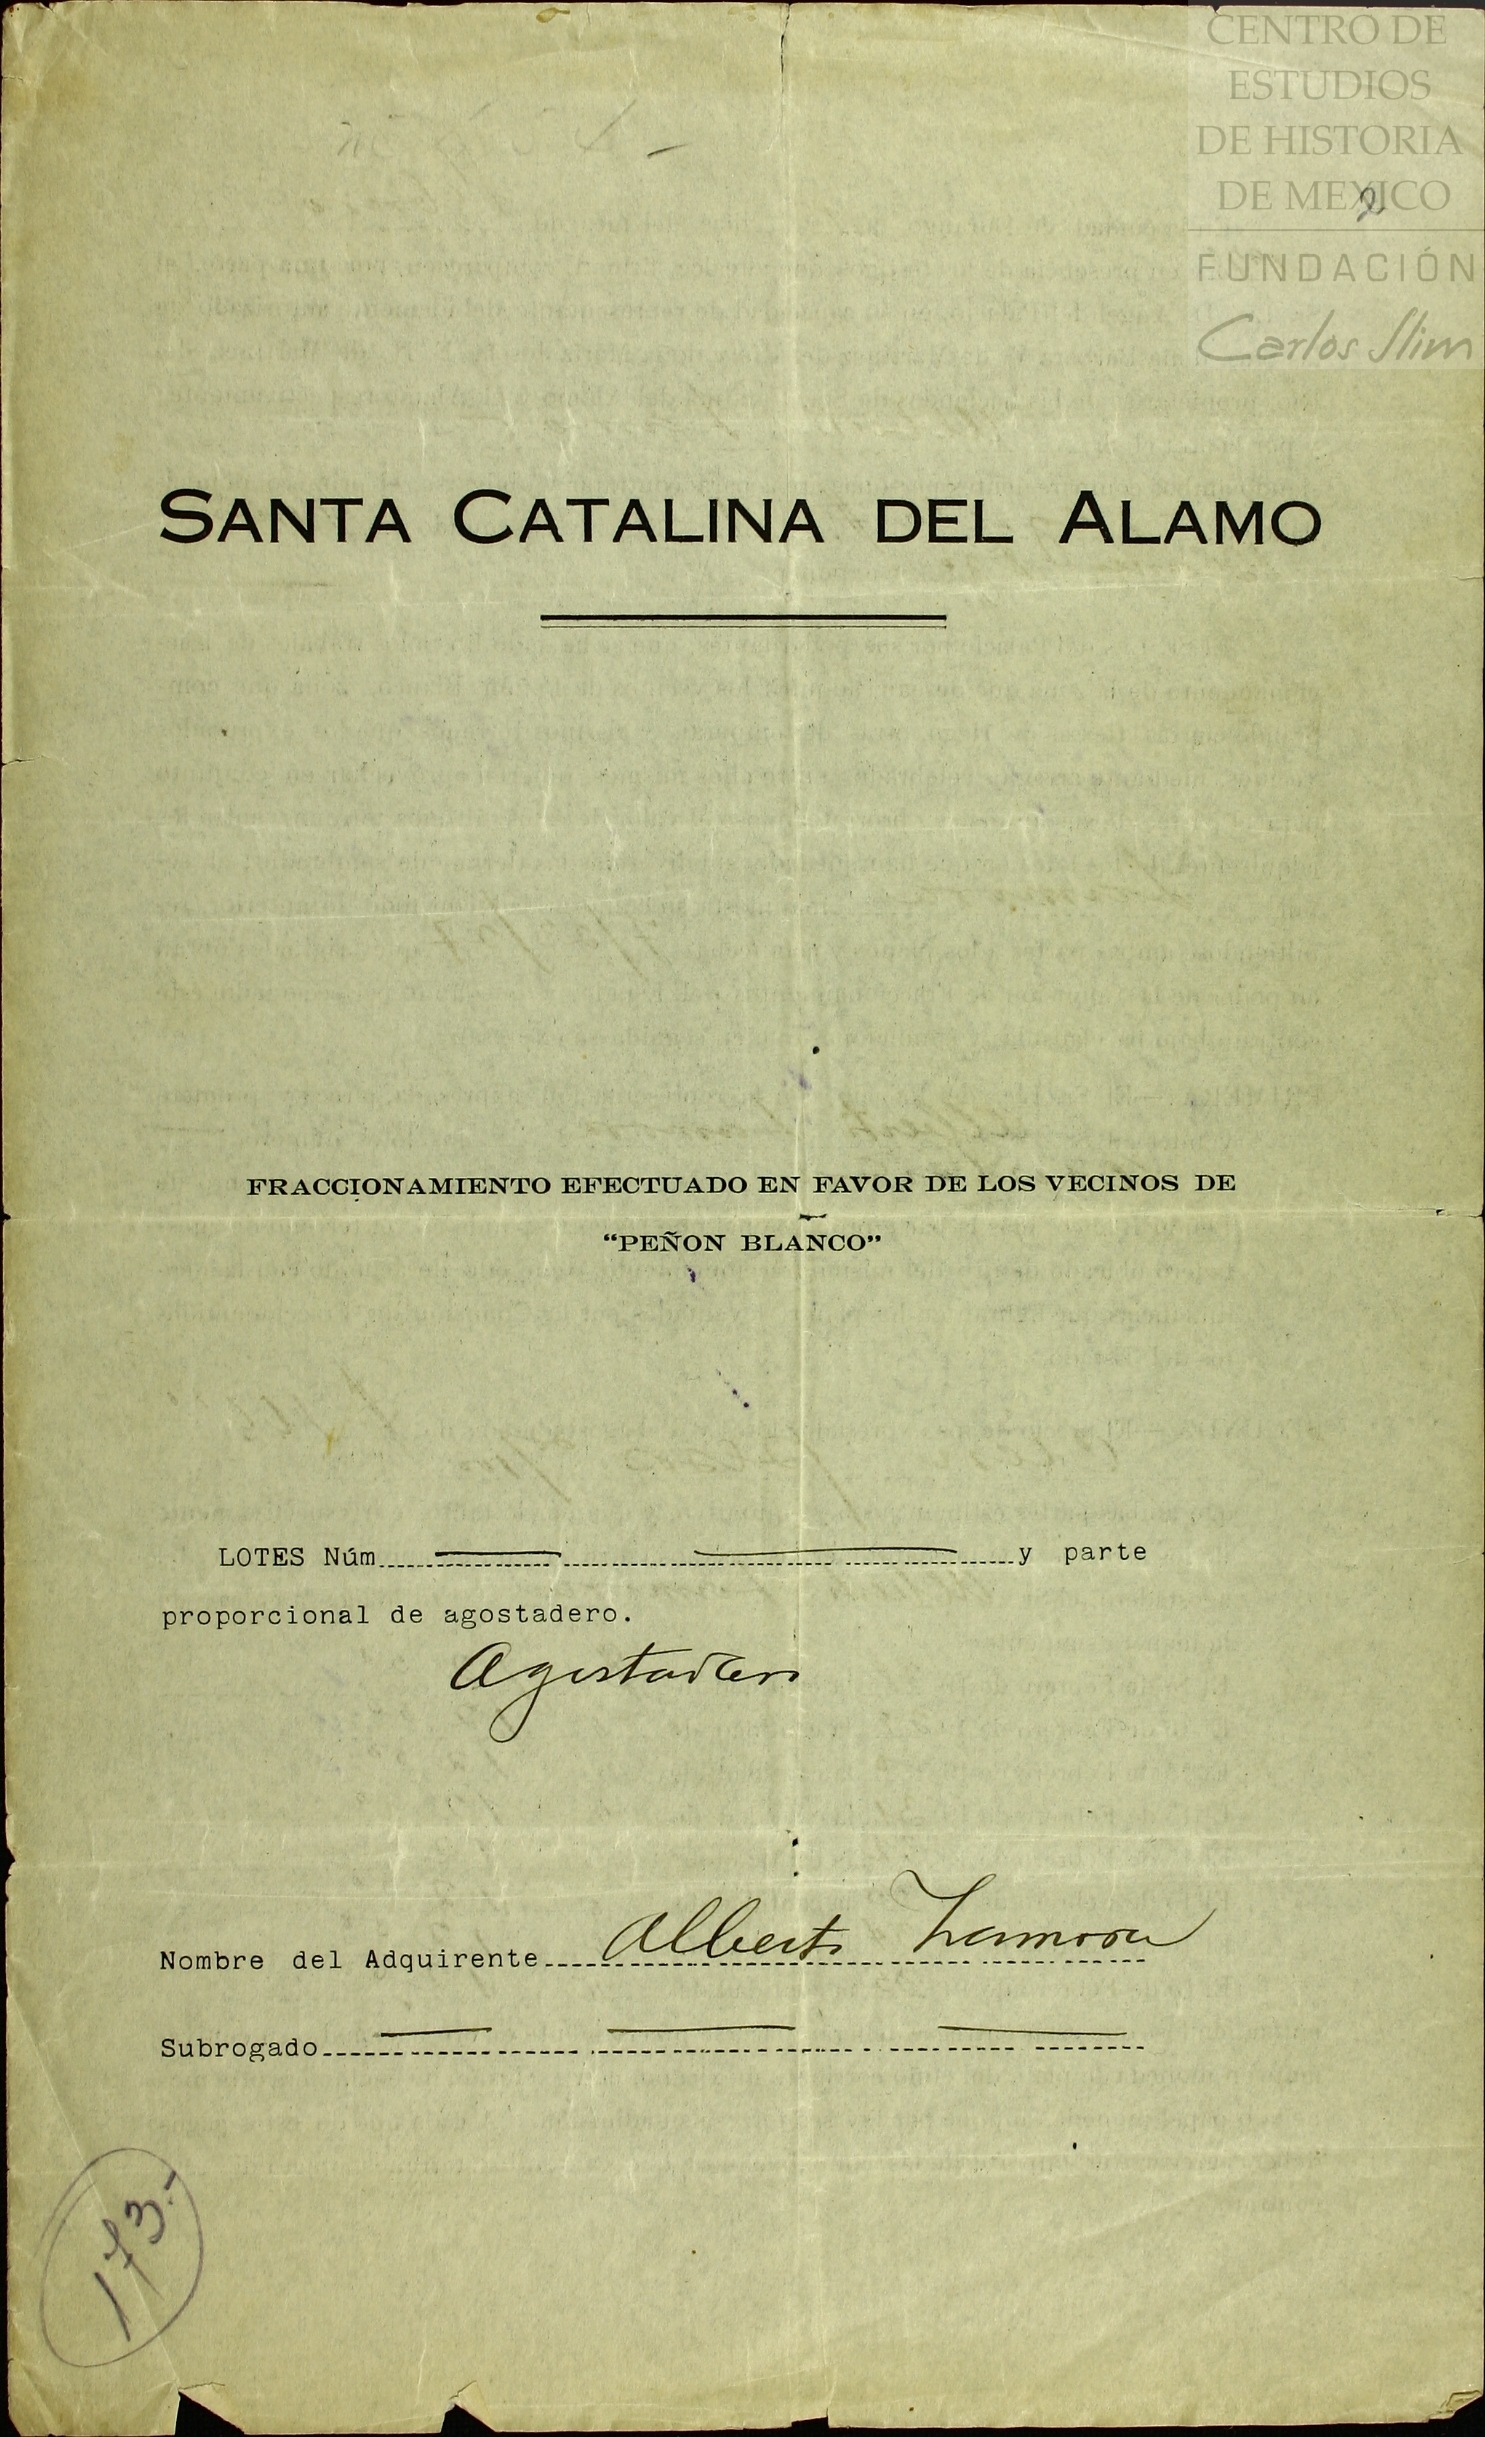 CENTRO DE
ESTUDIOS
DE HISTORIA
DE MEXICO
2
FUNDACIÓN
Carlos Slim
SANTA CATALINA DEL ALAMO
FRACCIONAMIENTO EFECTUADO EN FAVOR DE LOS VECINOS DE
“PEÑON BLANCO”
LOTES Núm. y parte
proporcional de agostadero.
Agostadero
Nombre del Adquirente Alberto Zamora
Subrogado
173.-